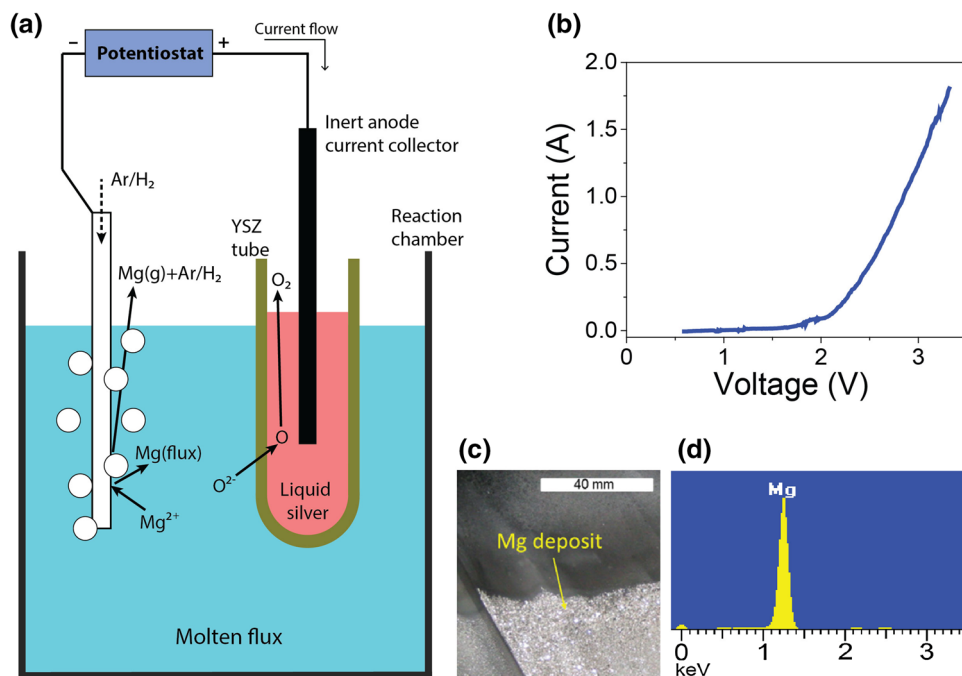 (a)
−
Potentiostat
+
Current flow
Inert anode
current collector
Ar/H₂
YSZ
tube
Reaction
chamber
Mg(g)+Ar/H₂
O₂
Mg(flux)
O
O²⁻
Mg²⁺
Liquid
silver
Molten flux
(b)
2.0
1.5
1.0
0.5
0.0
Current (A)
0
1
2
3
Voltage (V)
(c)
40 mm
Mg deposit
(d)
Mg
0
1
2
3
keV